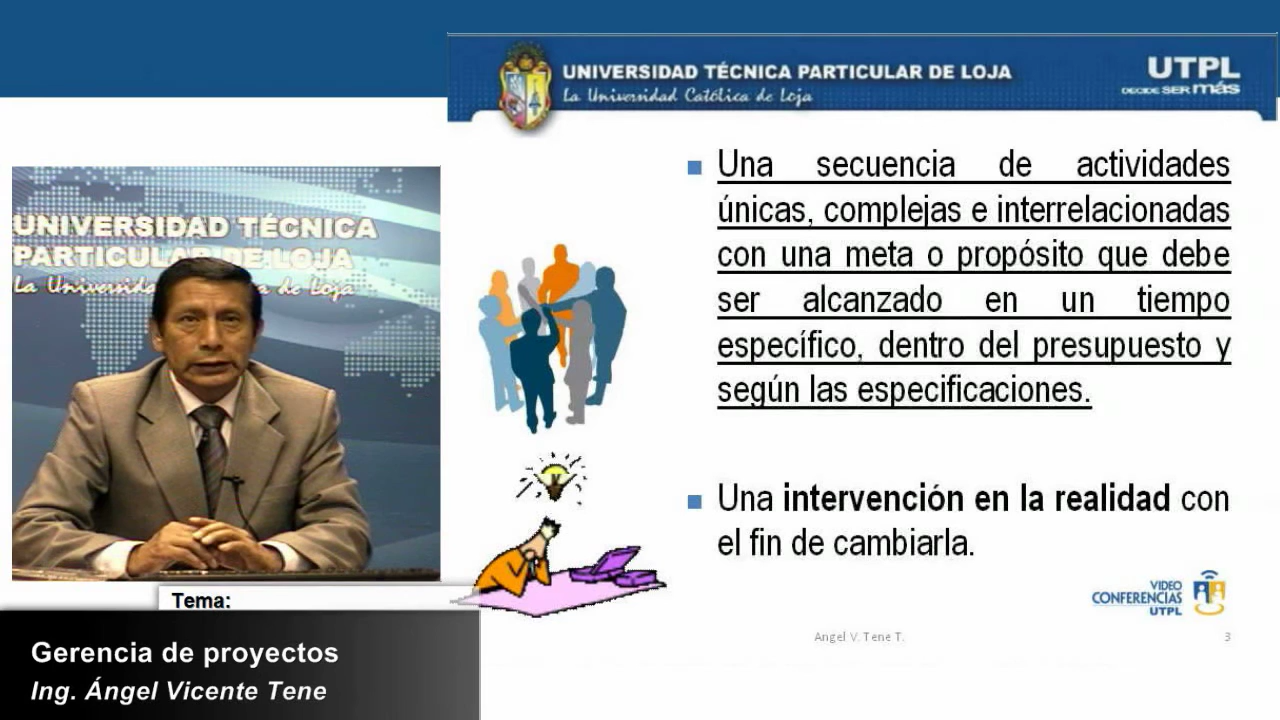 UNIVERSIDAD TÉCNICA PARTICULAR DE LOJA
La Universidad Católica de Loja
UTPL
DECIDE SER más
UNIVERSIDAD TÉCNICA
PARTICULAR DE LOJA
La Universida a de Loja
Una secuencia de actividades
únicas, complejas e interrelacionadas
con una meta o propósito que debe
ser alcanzado en un tiempo
específico, dentro del presupuesto y
según las especificaciones.
Una intervención en la realidad con
el fin de cambiarla.
VIDEO
CONFERENCIAS
UTPL
Angel V. Tene T.
3
Tema:
Gerencia de proyectos
Ing. Ángel Vicente Tene